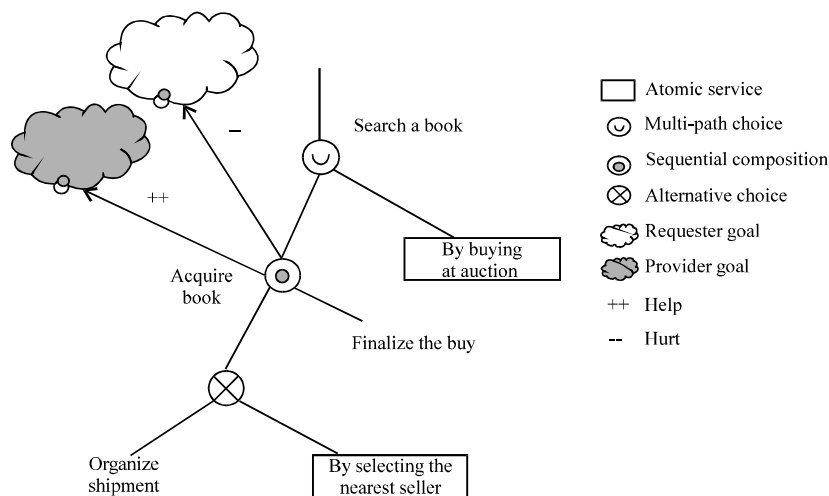 Search a book
--
++
By buying
at auction
Acquire
book
Finalize the buy
Organize
shipment
By selecting the
nearest seller
Atomic service
Multi-path choice
Sequential composition
Alternative choice
Requester goal
Provider goal
++ Help
-- Hurt